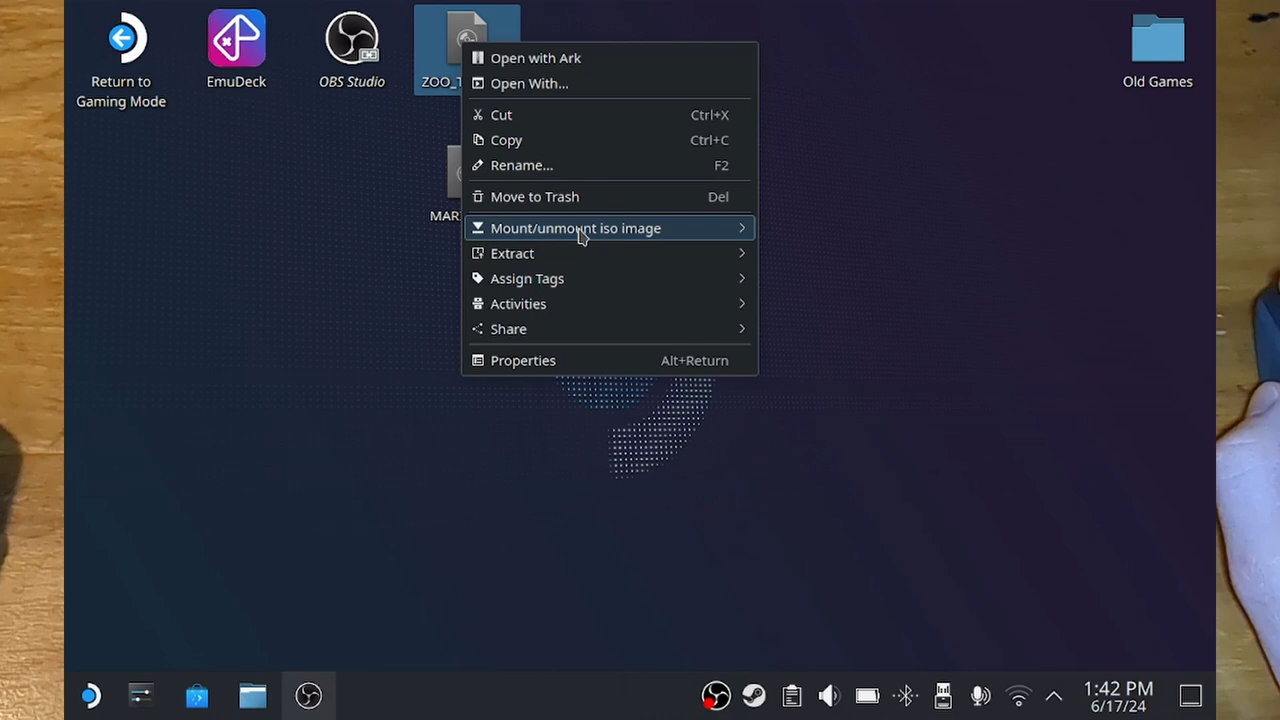 Return to
Gaming Mode
EmuDeck
OBS Studio
ZOO_T
Old Games
MAR
Open with Ark
Open With...
Cut Ctrl+X
Copy Ctrl+C
Rename... F2
Move to Trash Del
Mount/unmount iso image
Extract
Assign Tags
Activities
Share
Properties Alt+Return
1:42 PM
6/17/24